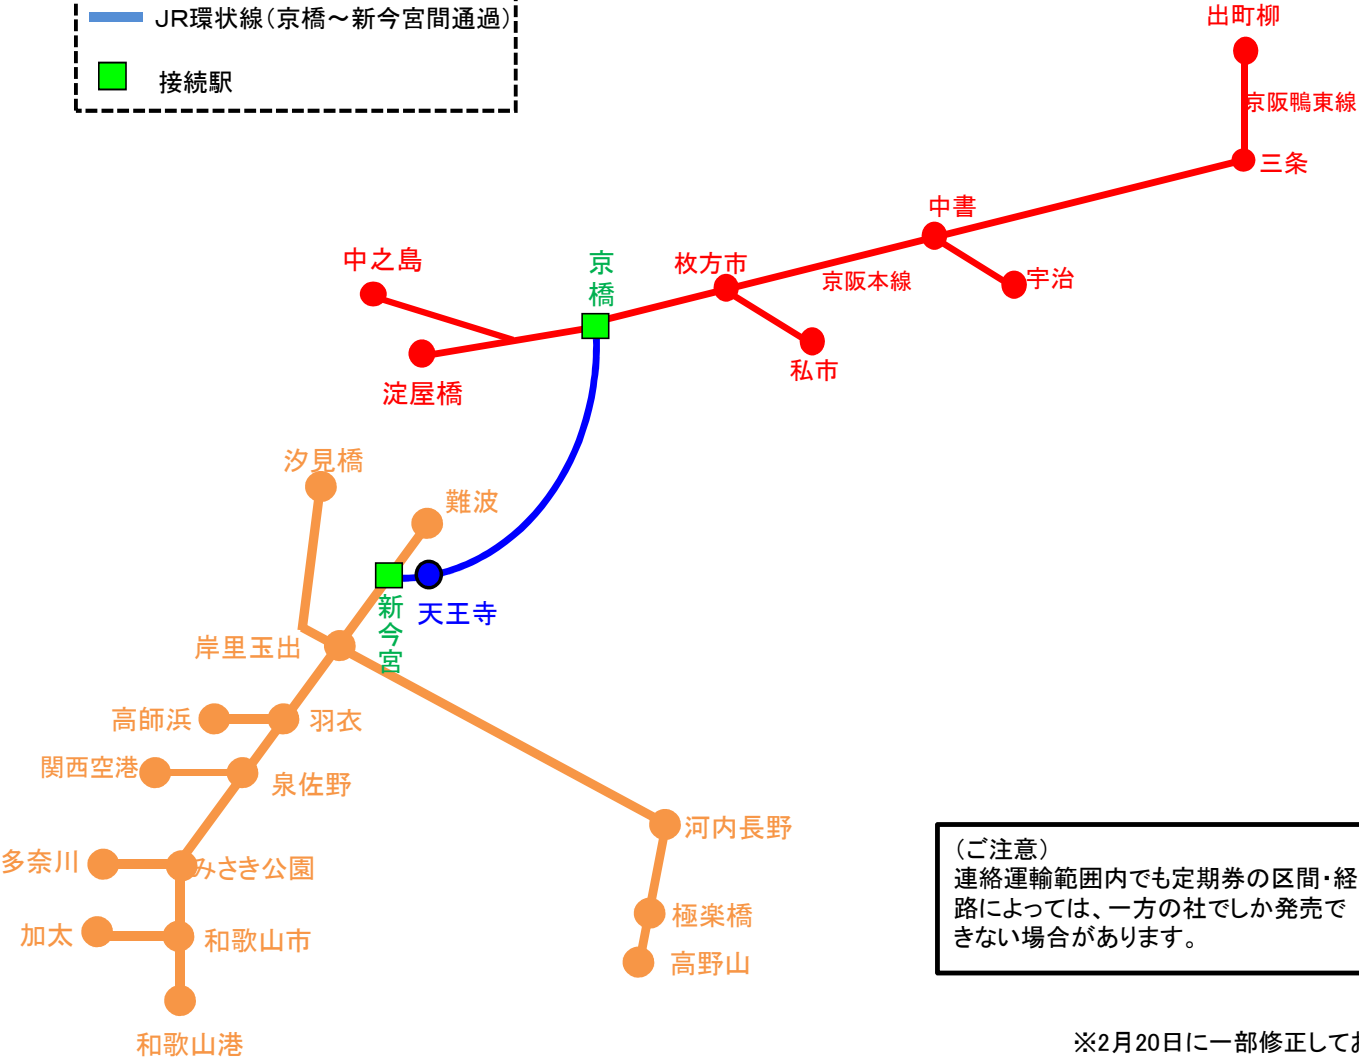 JR環状線（京橋～新今宮間通過）
接続駅
出町柳
京阪鴨東線
三条
中書
中之島
京橋
枚方市
京阪本線
宇治
私市
淀屋橋
汐見橋
難波
新今宮
天王寺
岸里玉出
高師浜
羽衣
関西空港
泉佐野
河内長野
（ご注意）
連絡運輸範囲内でも定期券の区間・経
路によっては、一方の社でしか発売で
きない場合があります。
多奈川
みさき公園
極楽橋
加太
和歌山市
高野山
和歌山港
※2月20日に一部修正してお